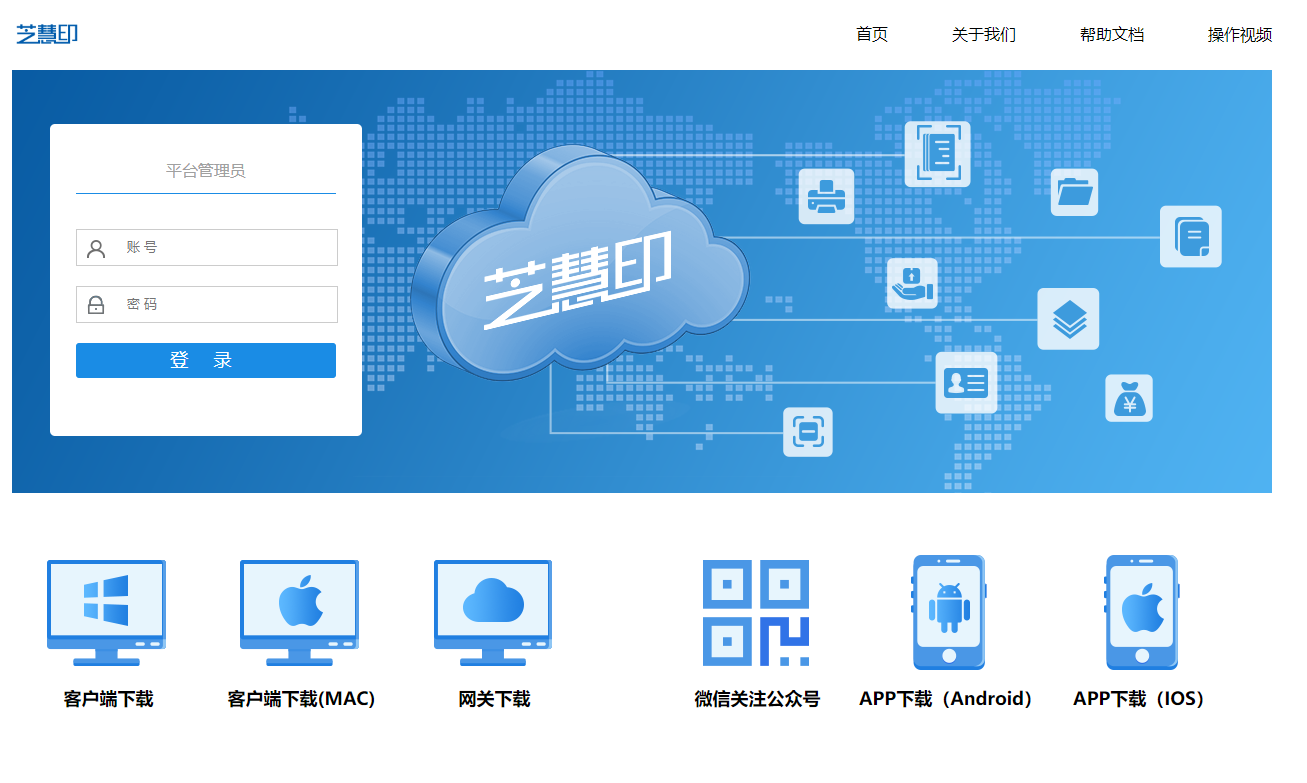 芝慧印
首页
关于我们
帮助文档
操作视频
平台管理员
账 号
密 码
登 录
芝慧印
客户端下载
客户端下载(MAC)
网关下载
微信关注公众号
APP下载（Android）
APP下载（IOS）